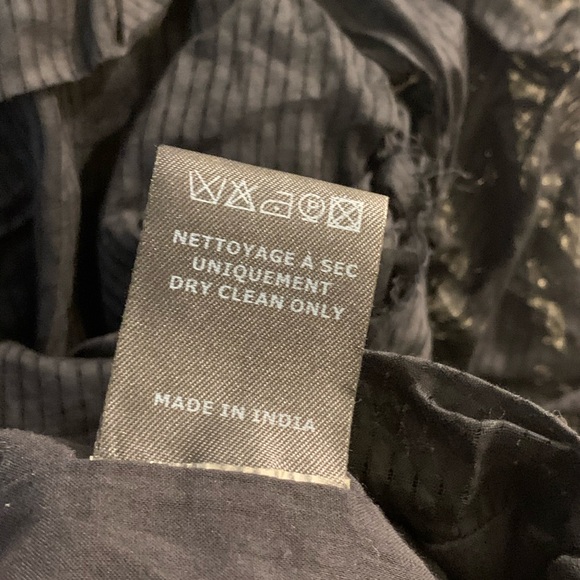 P
NETTOYAGE A SEC
UNIQUEMENT
DRY CLEAN ONLY
MADE IN INDIA